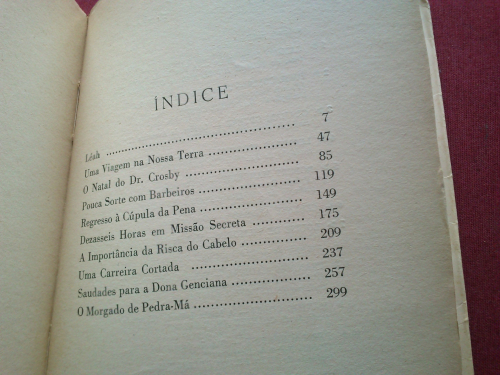 ÍNDICE
Léah .......................... 7
Uma Viagem na Nossa Terra .......................... 47
O Natal do Dr. Crosby .......................... 85
Pouca Sorte com Barbeiros .......................... 119
Regresso à Cúpula da Pena .......................... 149
Dezasseis Horas em Missão Secreta .......................... 175
A Importância da Risca do Cabelo .......................... 209
Uma Carreira Cortada .......................... 237
Saudades para a Dona Genciana .......................... 257
O Morgado de Pedra-Má .......................... 299